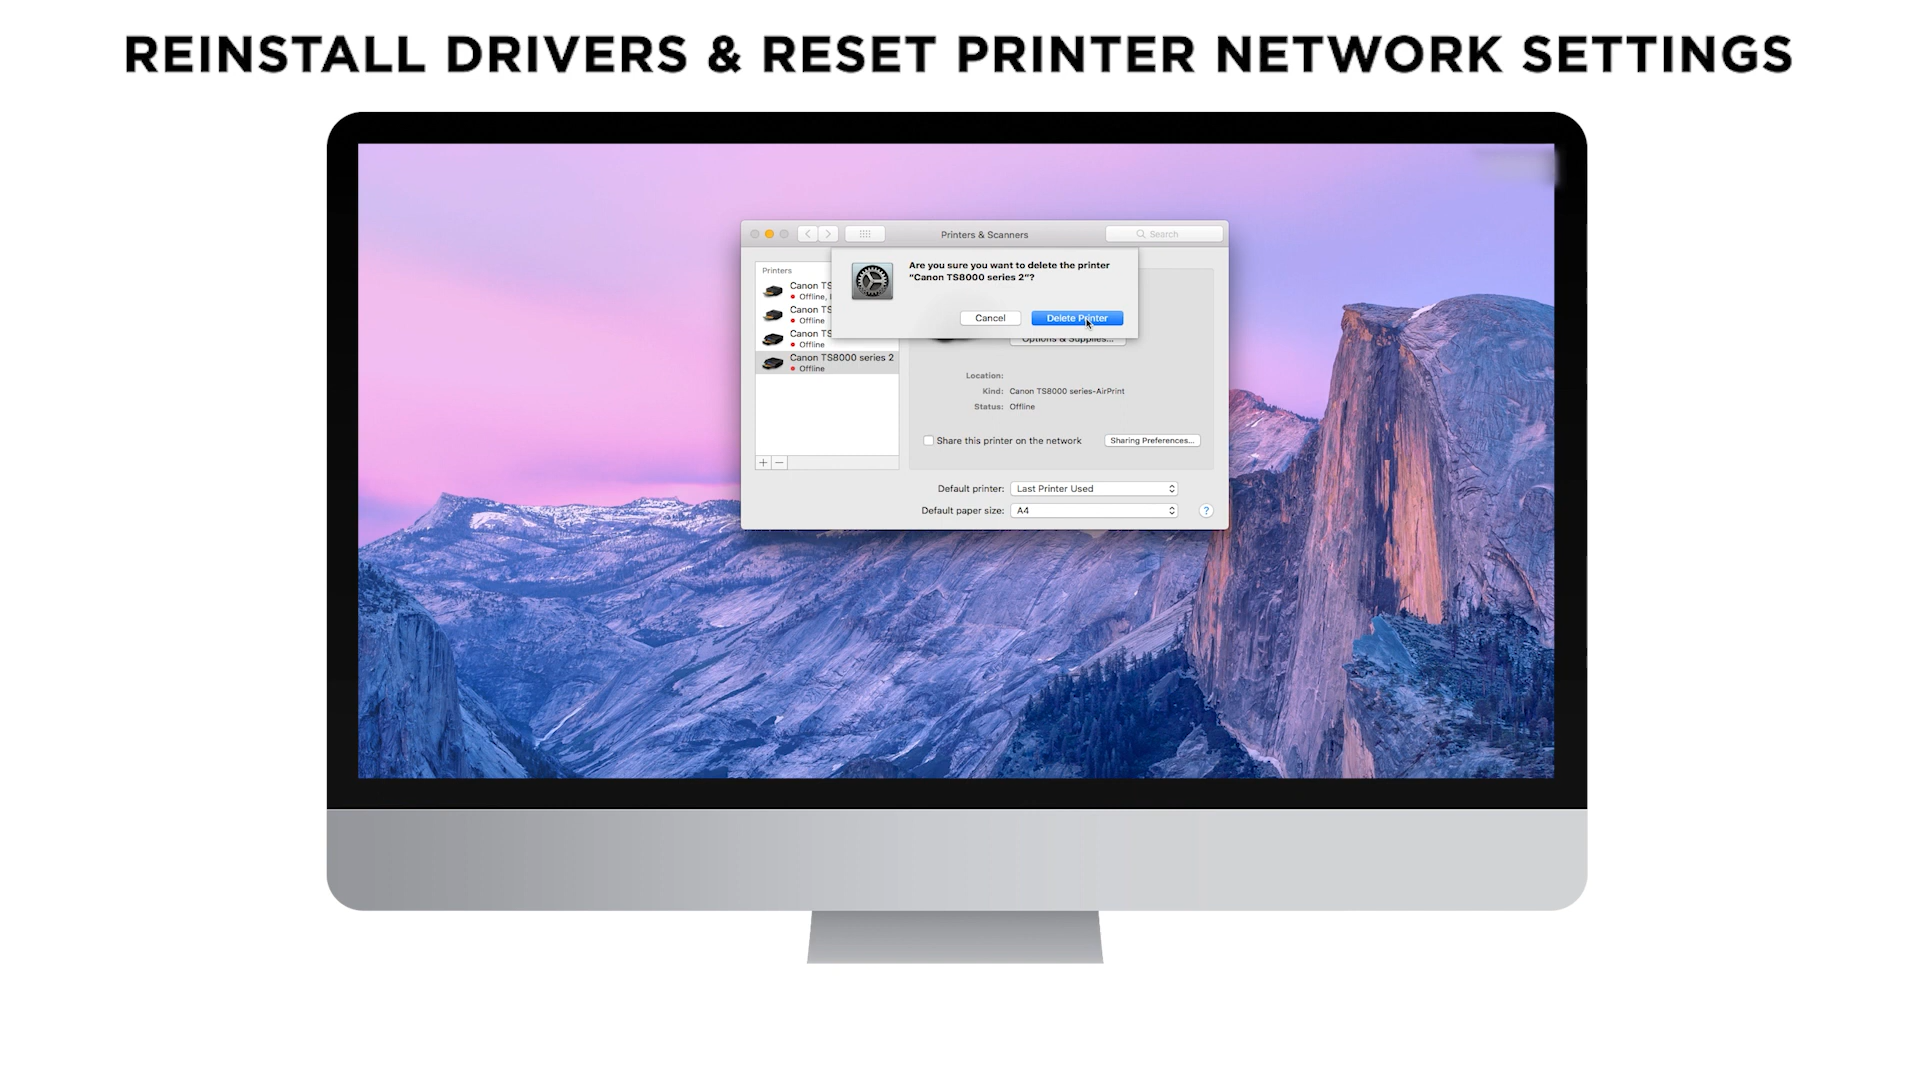 REINSTALL DRIVERS & RESET PRINTER NETWORK SETTINGS
Printers & Scanners
Search
Are you sure you want to delete the printer
“Canon TS8000 series 2”?
Cancel
Delete Printer
Printers
Canon TS
Offline,
Canon TS
Offline
Canon TS
Offline
Canon TS8000 series 2
Offline
Options & Supplies...
Location:
Kind: Canon TS8000 series-AirPrint
Status: Offline
Share this printer on the network
Sharing Preferences...
Default printer: Last Printer Used
Default paper size: A4
?